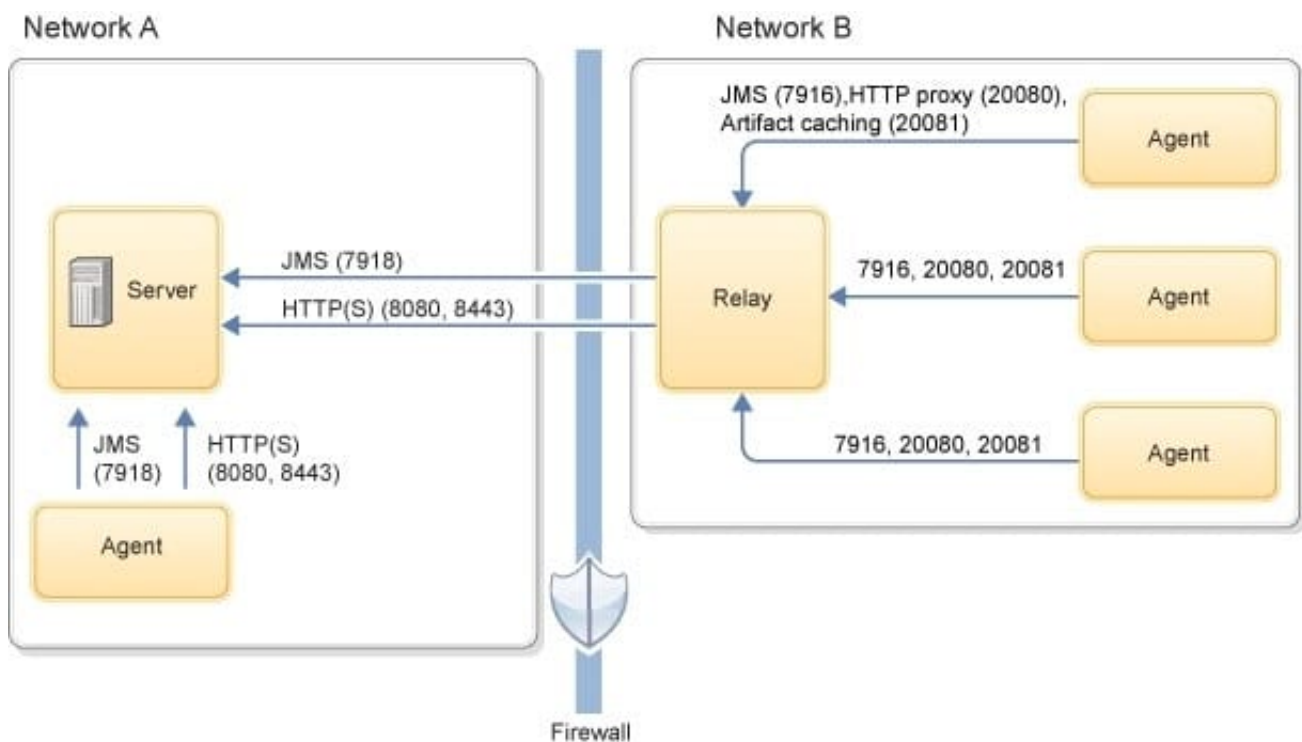 Network A
Network B
JMS (7916),HTTP proxy (20080),
Artifact caching (20081)
Agent
JMS (7918)
7916, 20080, 20081
Server
Relay
Agent
HTTP(S) (8080, 8443)
JMS
(7918)
HTTP(S)
(8080, 8443)
7916, 20080, 20081
Agent
Agent
Firewall